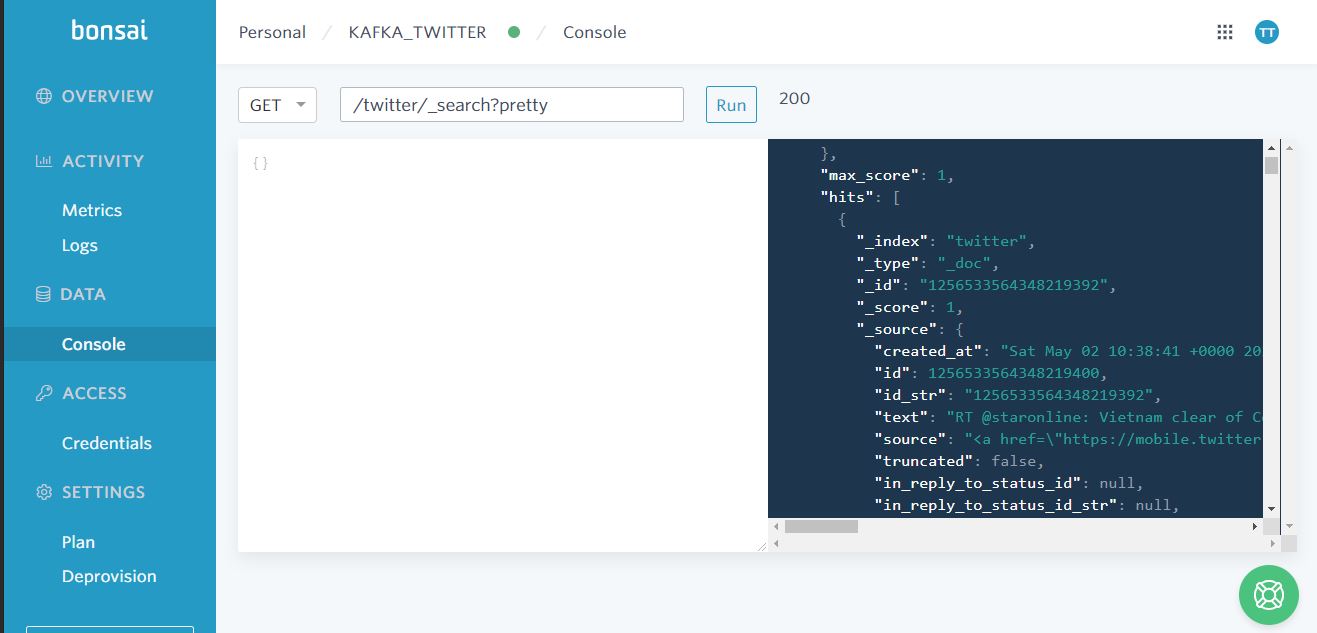 bonsai
Personal / KAFKA_TWITTER / Console
TT
GET /twitter/_search?pretty Run 200
OVERVIEW
ACTIVITY
Metrics
Logs
DATA
Console
ACCESS
Credentials
SETTINGS
Plan
Deprovision
{}
},
"max_score": 1,
"hits": [
{
"_index": "twitter",
"_type": "_doc",
"_id": "1256533564348219392",
"_score": 1,
"_source": {
"created_at": "Sat May 02 10:38:41 +0000 20
"id": 1256533564348219400,
"id_str": "1256533564348219392",
"text": "RT @staronline: Vietnam clear of C
"source": "<a href=\"https://mobile.twitter
"truncated": false,
"in_reply_to_status_id": null,
"in_reply_to_status_id_str": null,